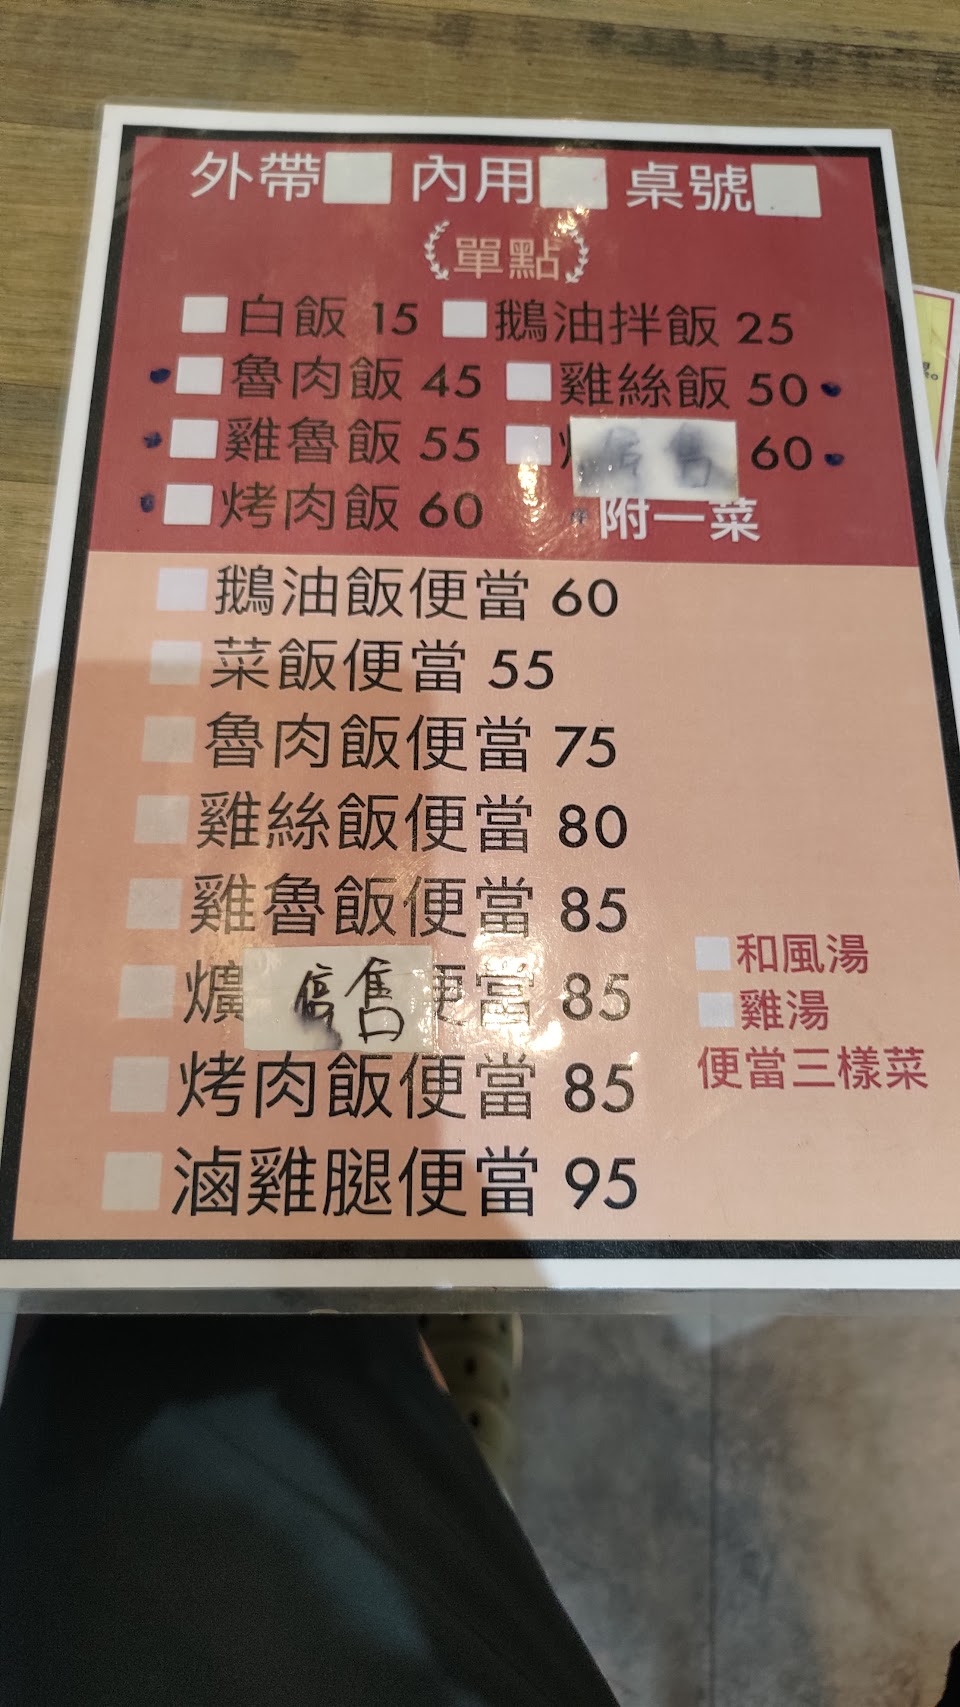 外帶 內用 桌號
單點
白飯 15 鵝油拌飯 25
魯肉飯 45 雞絲飯 50
雞魯飯 55 停售 60
烤肉飯 60 附一菜
鵝油飯便當 60
菜飯便當 55
魯肉飯便當 75
雞絲飯便當 80
雞魯飯便當 85
爌 停售 便當 85
烤肉飯便當 85
滷雞腿便當 95
和風湯
雞湯
便當三樣菜